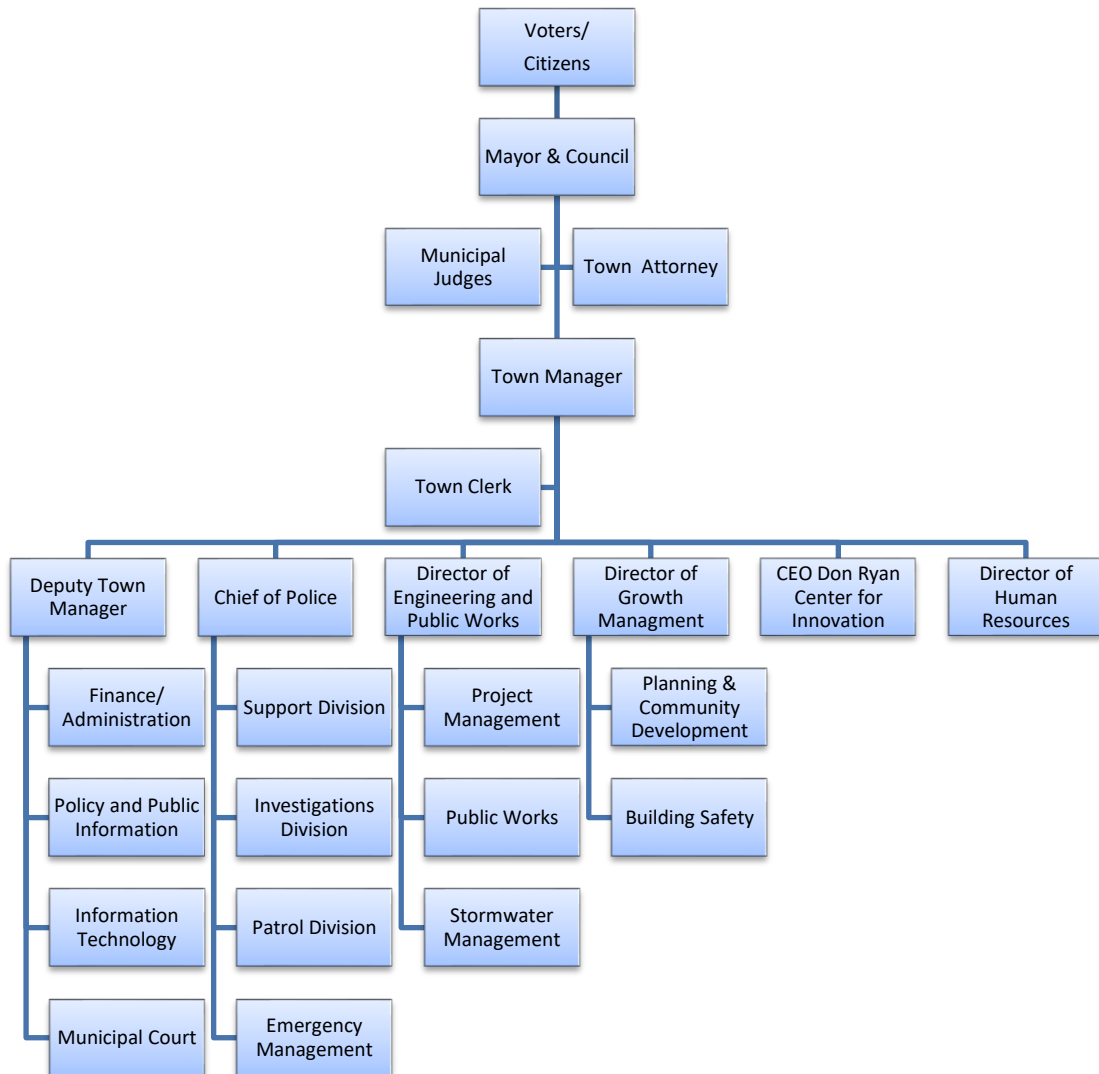 Voters/
Citizens
Mayor & Council
Municipal
Judges
Town Attorney
Town Manager
Town Clerk
Deputy Town
Manager
Chief of Police
Director of
Engineering and
Public Works
Director of
Growth
Managment
CEO Don Ryan
Center for
Innovation
Director of
Human
Resources
Finance/
Administration
Support Division
Project
Management
Planning &
Community
Development
Policy and Public
Information
Investigations
Division
Public Works
Building Safety
Information
Technology
Patrol Division
Stormwater
Management
Municipal Court
Emergency
Management